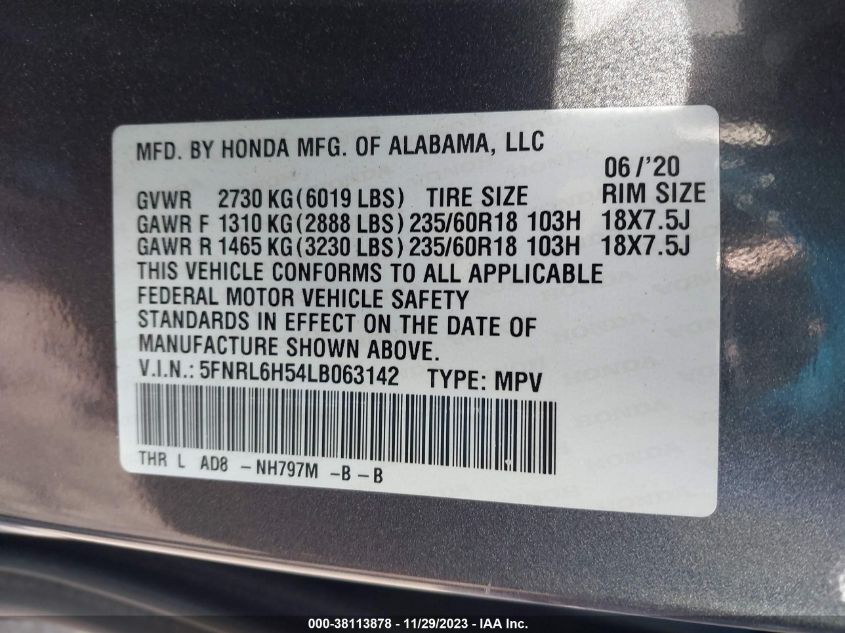 MFD. BY HONDA MFG. OF ALABAMA, LLC
06/'20
GVWR 2730 KG(6019 LBS) TIRE SIZE RIM SIZE
GAWR F 1310 KG(2888 LBS) 235/60R18 103H 18X7.5J
GAWR R 1465 KG(3230 LBS) 235/60R18 103H 18X7.5J
THIS VEHICLE CONFORMS TO ALL APPLICABLE
FEDERAL MOTOR VEHICLE SAFETY
STANDARDS IN EFFECT ON THE DATE OF
MANUFACTURE SHOWN ABOVE.
V.I.N.: 5FNRL6H54LB063142 TYPE: MPV
THR L AD8 -NH797M -B-B
000-38113878 - 11/29/2023 - IAA Inc.